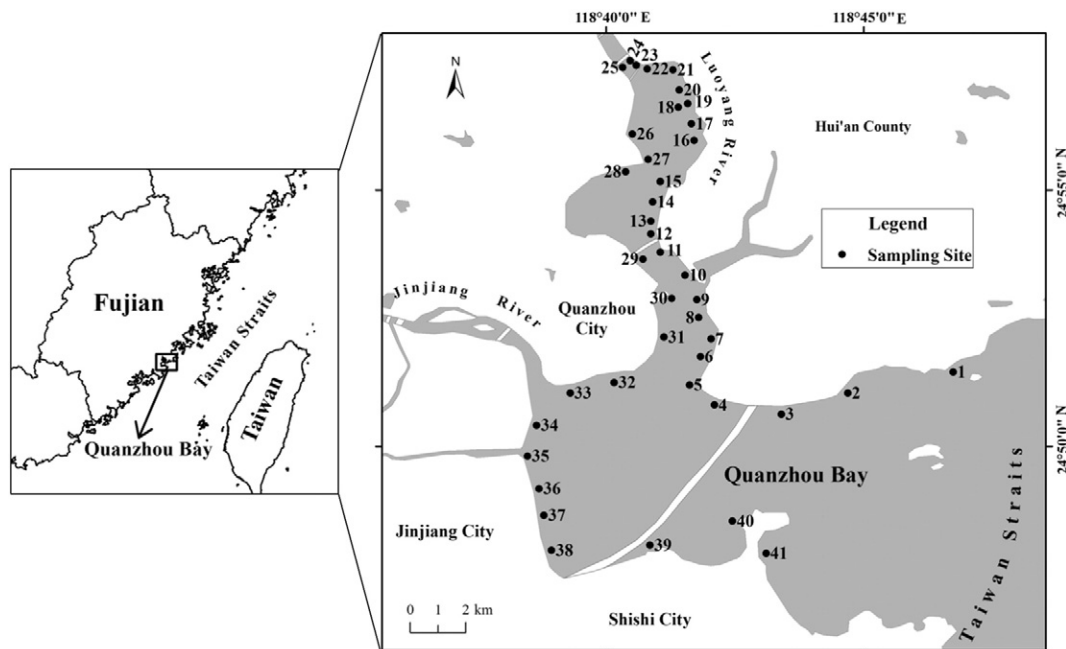 118°40'0" E
118°45'0" E
24
23
25
22
21
20
19
18
17
16
26
27
28
15
14
13
12
11
29
10
30
9
8
31
7
6
5
32
33
4
3
2
1
34
35
36
37
38
39
40
41
N
Luoyang River
Hui'an County
24°55'0" N
Legend
Sampling Site
Jinjiang River
Quanzhou
City
Fujian
Taiwan Straits
Taiwan
Quanzhou Bay
24°50'0" N
Quanzhou Bay
Jinjiang City
Taiwan Straits
0 1 2 km
Shishi City